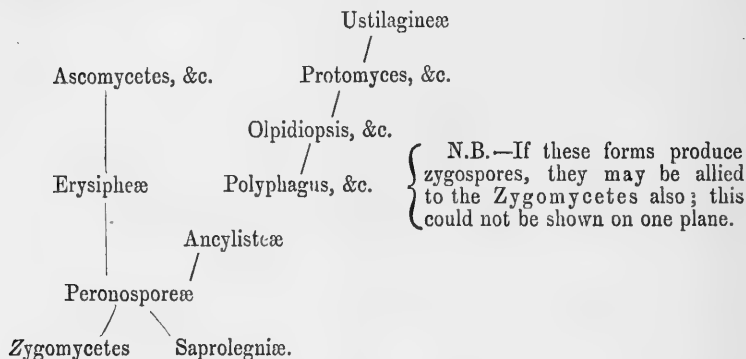 Ustilagineæ
Ascomycetes, &c. Protomyces, &c.
Olpidiopsis, &c.
Erysipheæ Polyphagus, &c.
N.B.—If these forms produce
zygospores, they may be allied
to the Zygomycetes also; this
could not be shown on one plane.
Ancylisteæ
Peronosporeæ
Zygomycetes Saprolegniæ.